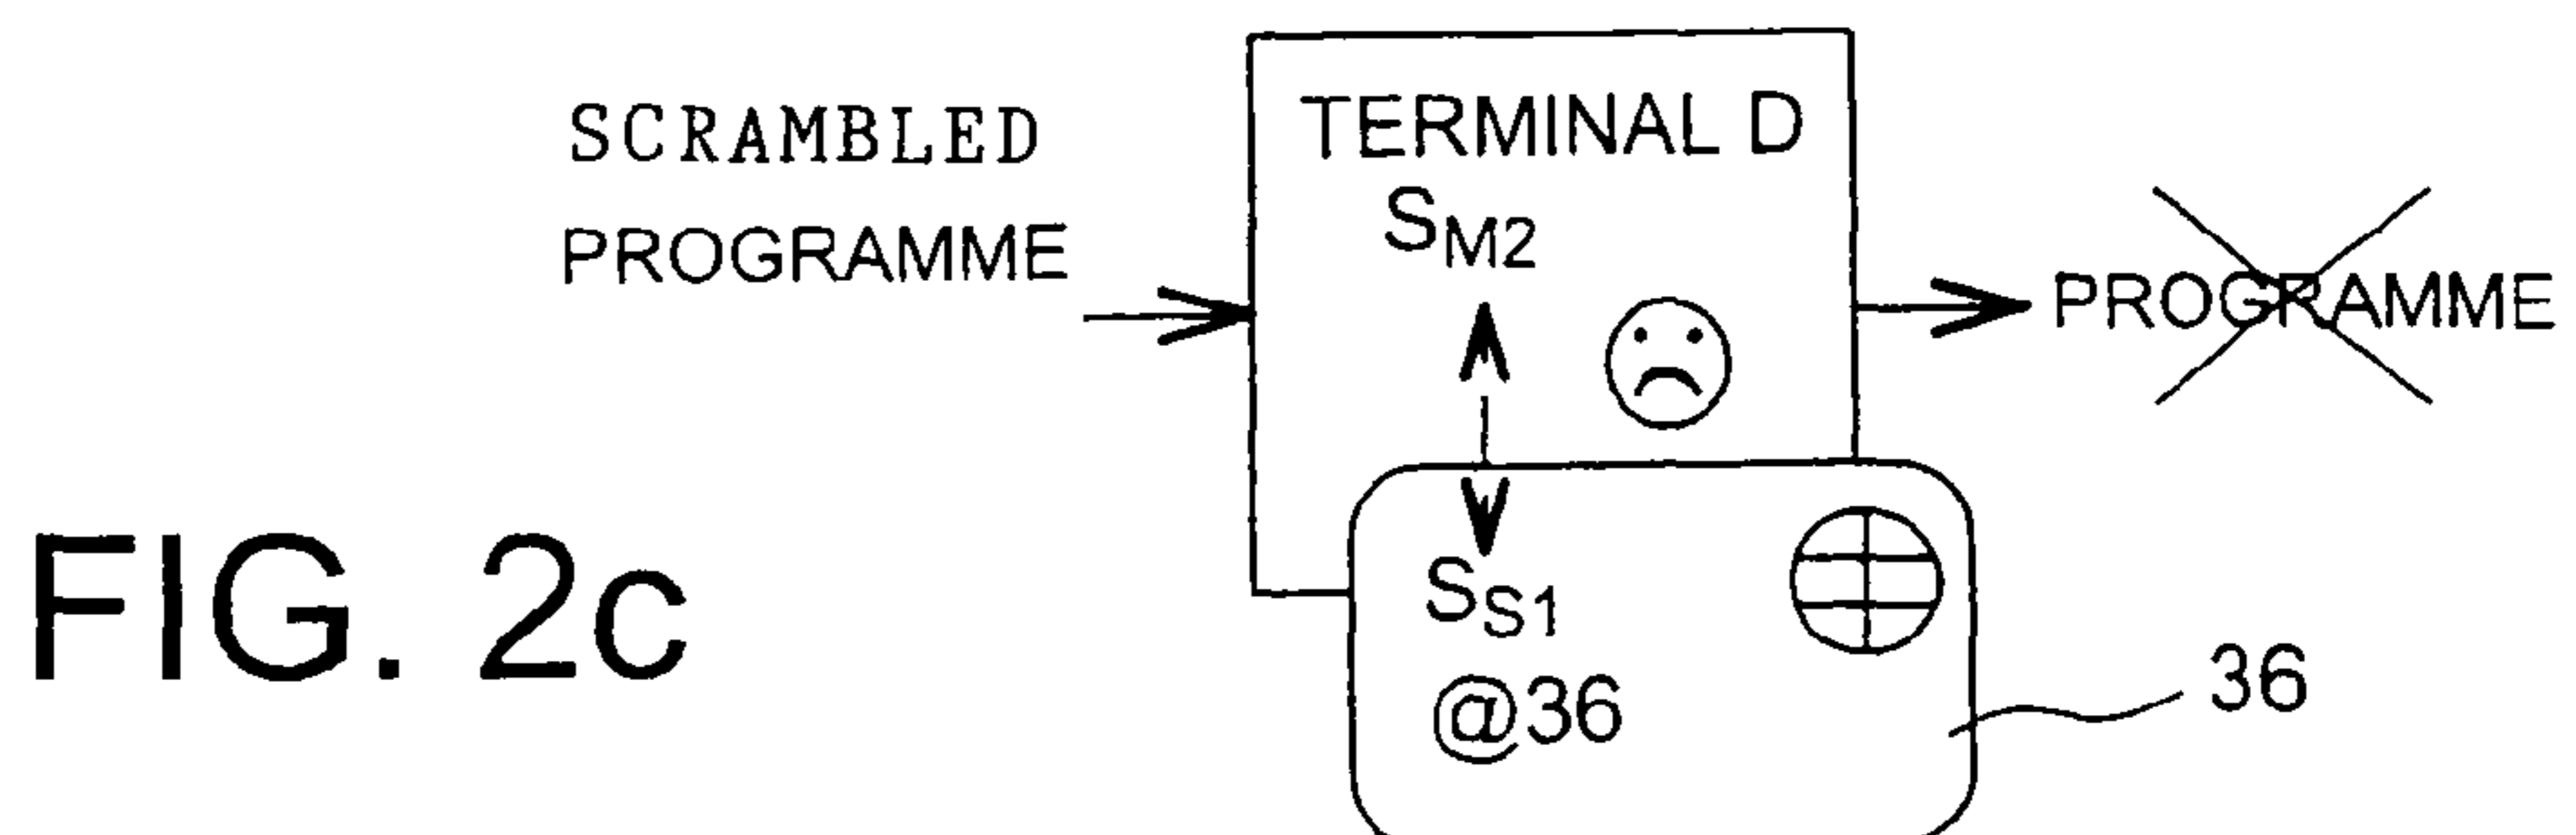 SCRAMBLED
PROGRAMME
TERMINAL D
SM2
PROGRAMME
SS1
@36
36
FIG. 2c